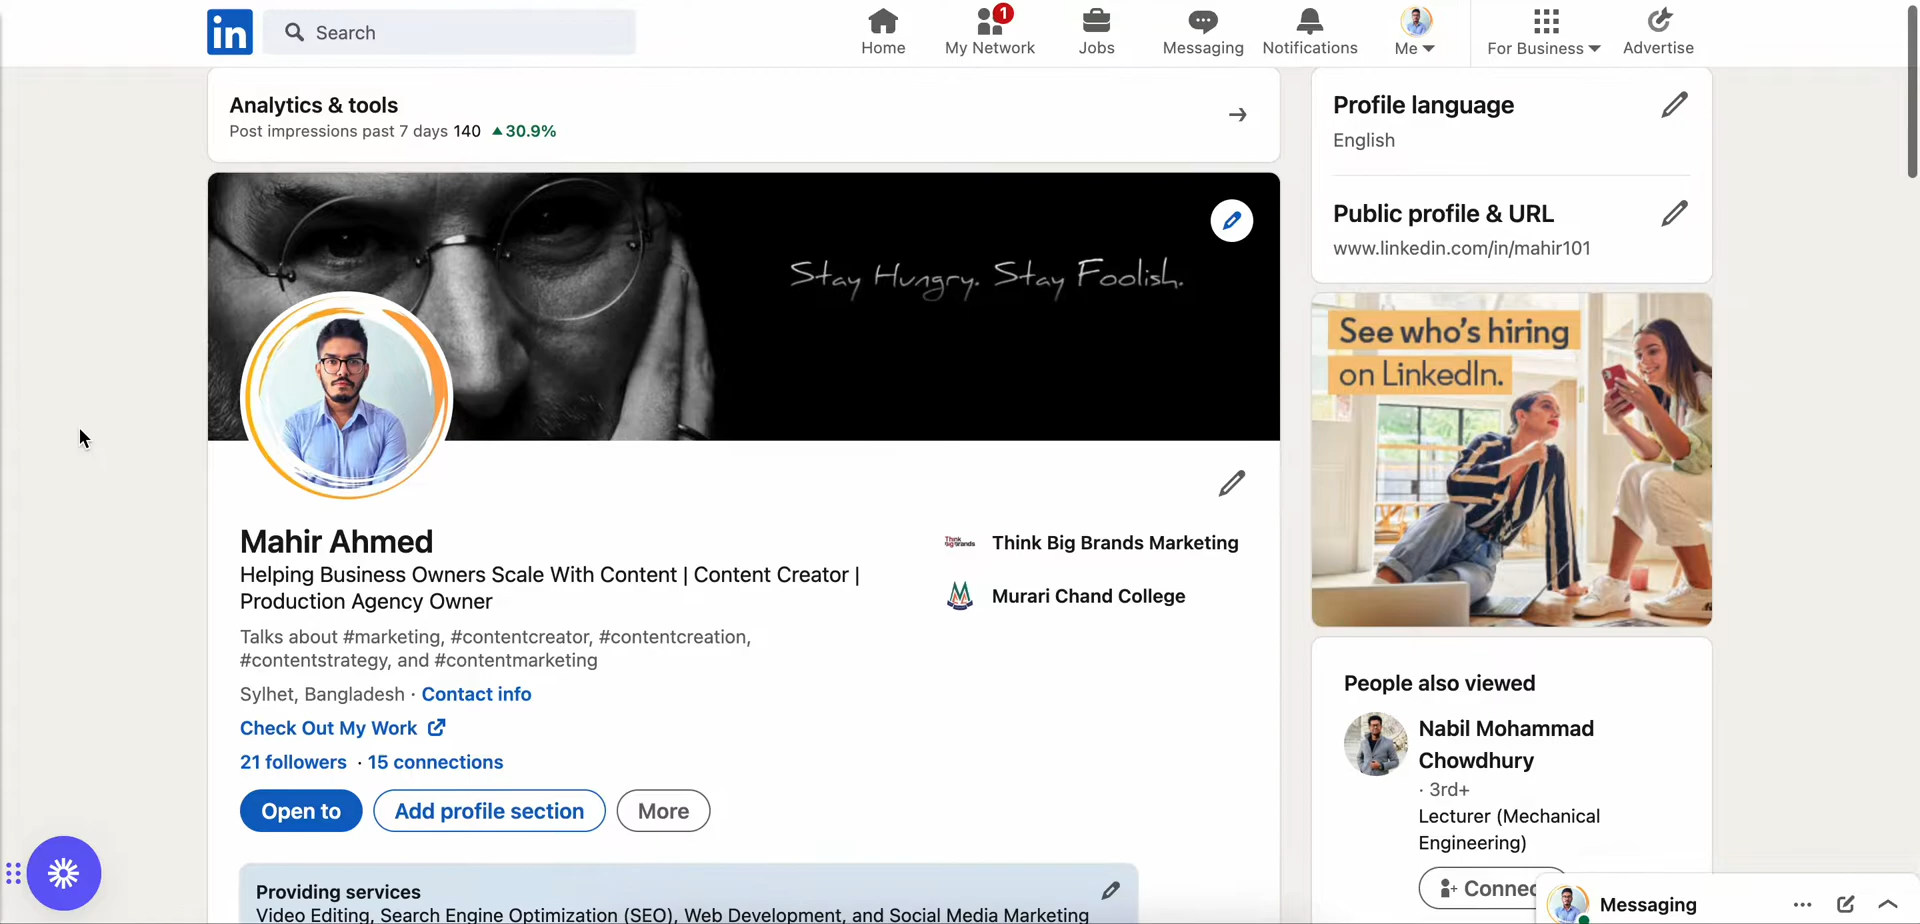 in
Search
1
Home
My Network
Jobs
Messaging
Notifications
Me
For Business
Advertise
Analytics & tools
Post impressions past 7 days 140 ▲30.9%
Stay Hungry. Stay Foolish.
Mahir Ahmed
Helping Business Owners Scale With Content | Content Creator |
Production Agency Owner
Talks about #marketing, #contentcreator, #contentcreation,
#contentstrategy, and #contentmarketing
Sylhet, Bangladesh · Contact info
Check Out My Work
21 followers · 15 connections
Open to
Add profile section
More
Think Big Brands
Think Big Brands Marketing
Murari Chand College
Providing services
Video Editing, Search Engine Optimization (SEO), Web Development, and Social Media Marketing
Profile language
English
Public profile & URL
www.linkedin.com/in/mahir101
See who's hiring
on LinkedIn.
People also viewed
Nabil Mohammad
Chowdhury
· 3rd+
Lecturer (Mechanical
Engineering)
Connec
Messaging